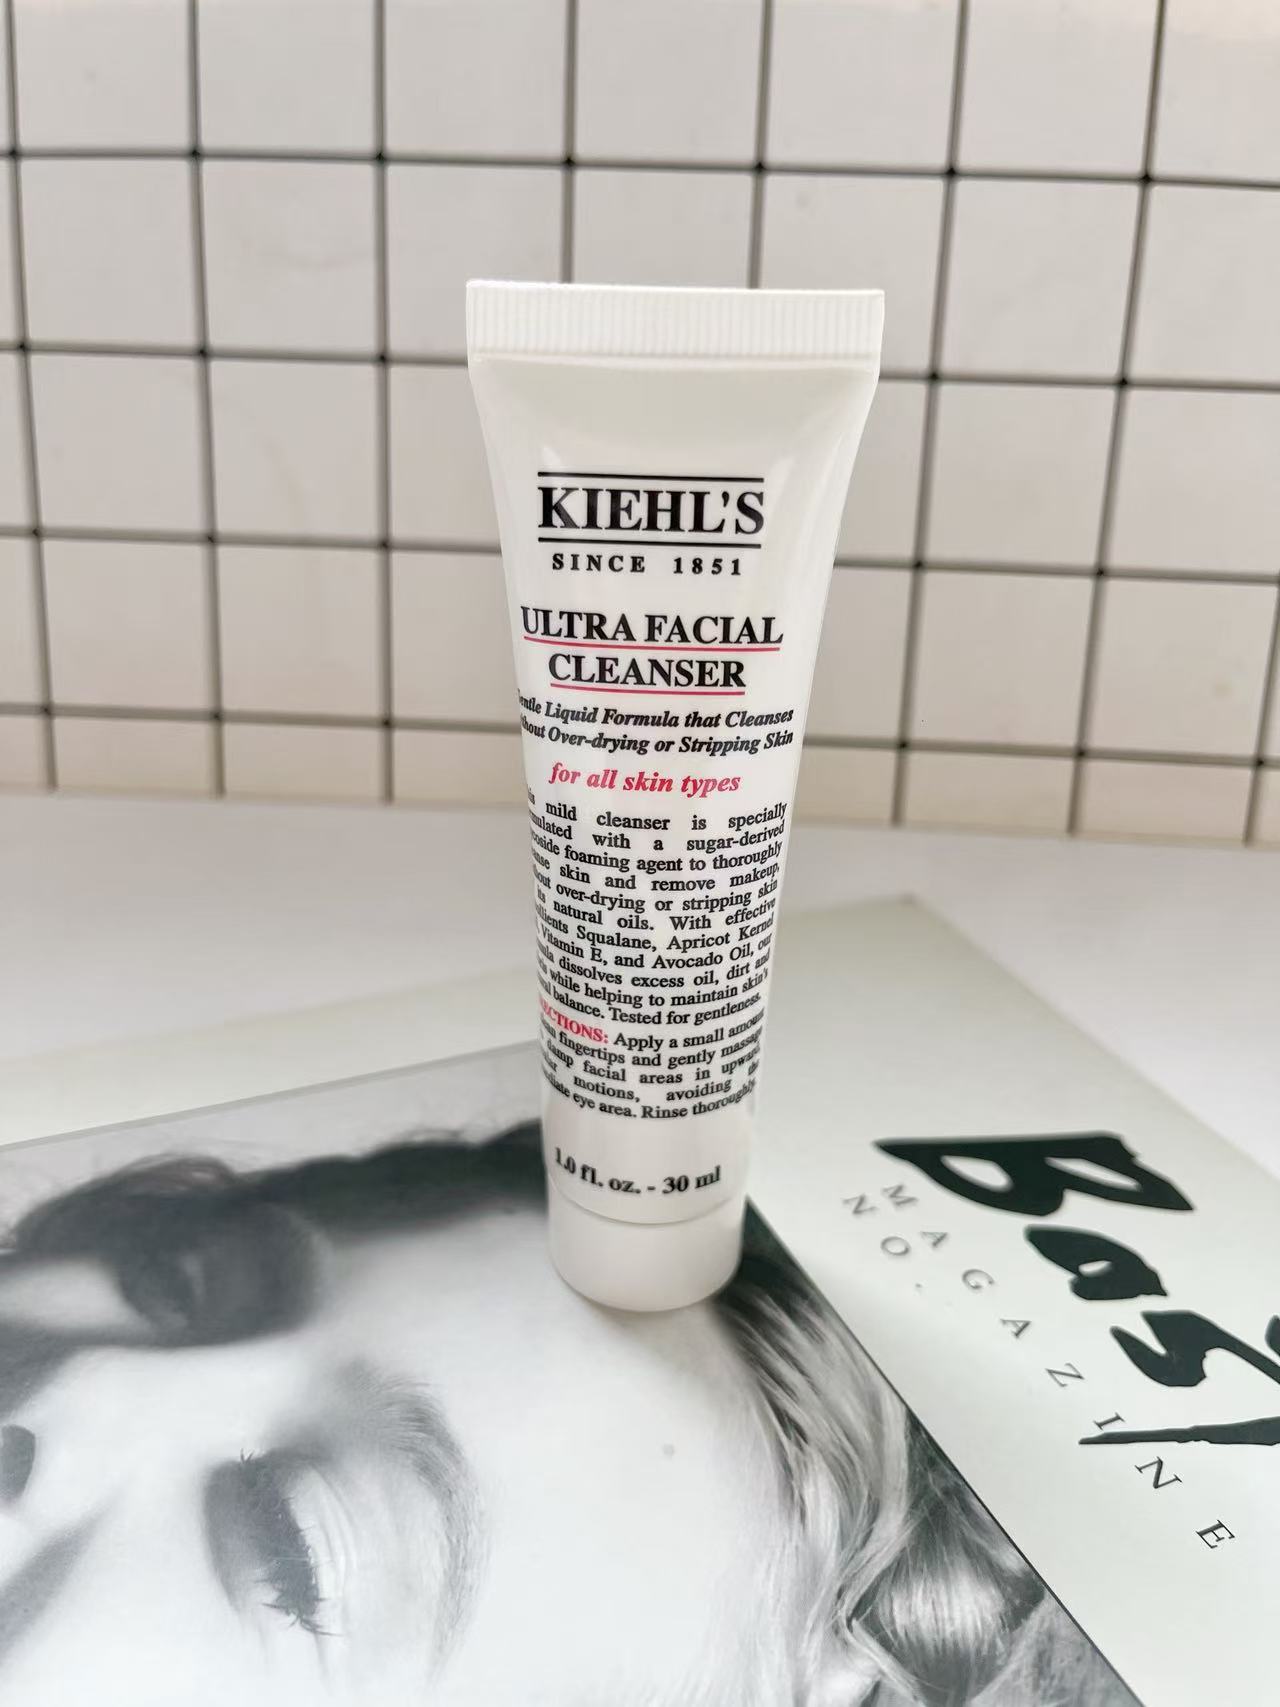 KIEHL'S
SINCE 1851
ULTRA FACIAL
CLEANSER
Liquid Formula that Cleanses
Over-drying or Stripping Skin
for all skin types
mild cleanser is specially
with a sugar-derived
foaming agent to thoroughly
skin and remove makeup,
over-drying or stripping skin
its natural oils. With effective
Squalane, Apricot Kernel
Vitamin E, and Avocado Oil, our
dissolves excess oil, dirt and
while helping to maintain skin's
balance. Tested for gentleness.
Apply a small amount
fingertips and gently massage
damp facial areas in upward,
motions, avoiding the
eye area. Rinse thoroughly.
1.0 fl. oz. - 30 ml
MAGAZINE
NO.